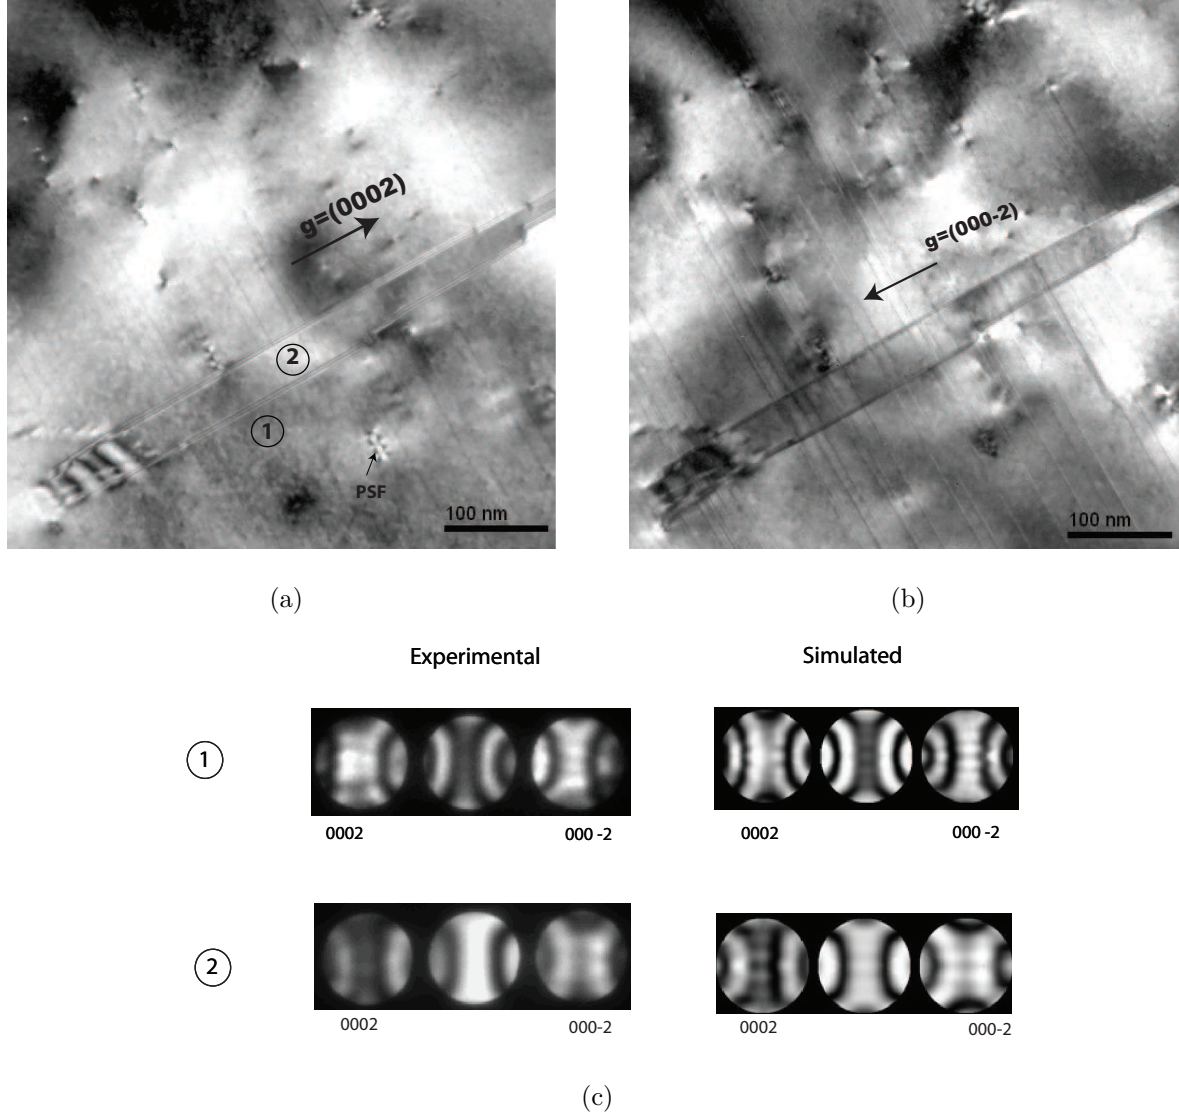 g=(0002)
2
1
PSF
100 nm
g=(000-2)
100 nm
(a)
(b)
Experimental
Simulated
1
0002
000 -2
0002
000 -2
2
0002
000-2
0002
000-2
(c)